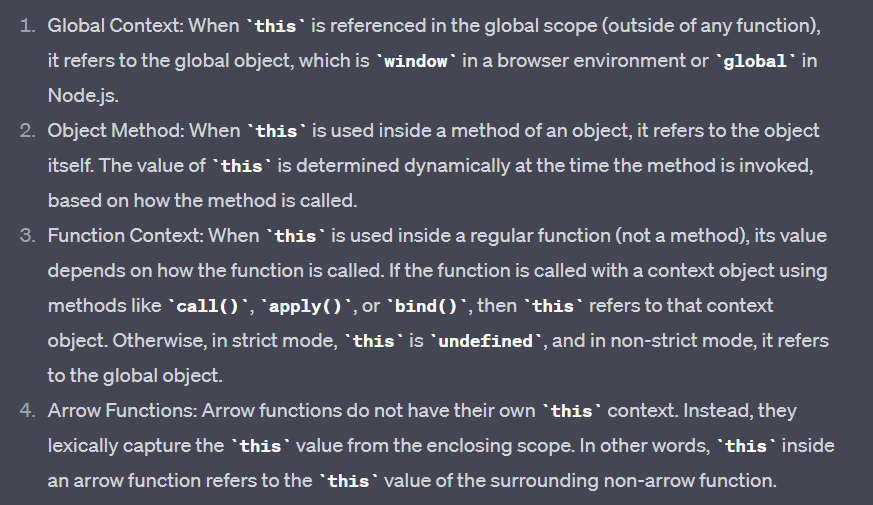 1. Global Context: When `this` is referenced in the global scope (outside of any function),
it refers to the global object, which is `window` in a browser environment or `global` in
Node.js.
2. Object Method: When `this` is used inside a method of an object, it refers to the object
itself. The value of `this` is determined dynamically at the time the method is invoked,
based on how the method is called.
3. Function Context: When `this` is used inside a regular function (not a method), its value
depends on how the function is called. If the function is called with a context object using
methods like `call()`, `apply()`, or `bind()`, then `this` refers to that context
object. Otherwise, in strict mode, `this` is `undefined`, and in non-strict mode, it refers
to the global object.
4. Arrow Functions: Arrow functions do not have their own `this` context. Instead, they
lexically capture the `this` value from the enclosing scope. In other words, `this` inside
an arrow function refers to the `this` value of the surrounding non-arrow function.